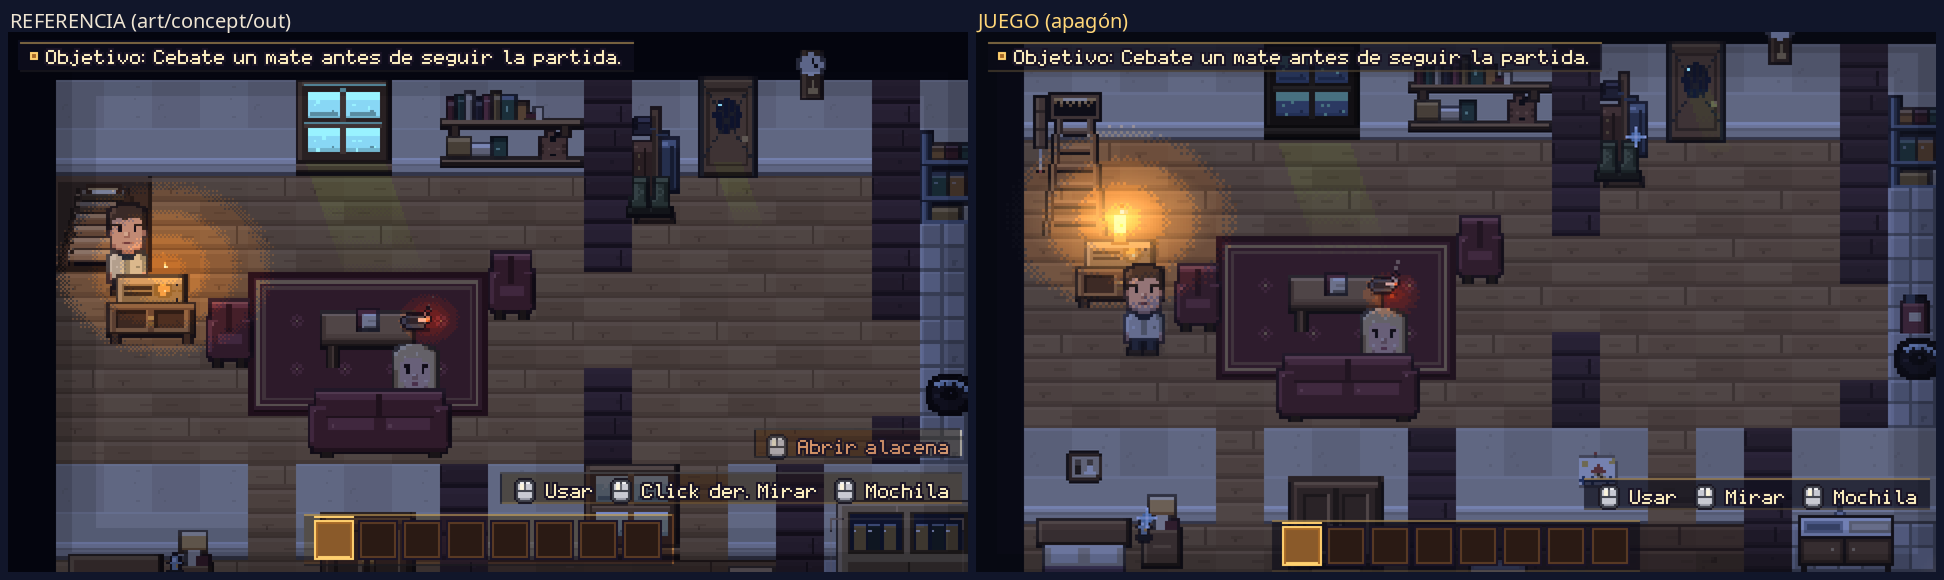 REFERENCIA (art/concept/out)
Objetivo: Cebate un mate antes de seguir la partida.
Abrir alacena
Usar Click der. Mirar Mochila
JUEGO (apagón)
Objetivo: Cebate un mate antes de seguir la partida.
Usar Mirar Mochila